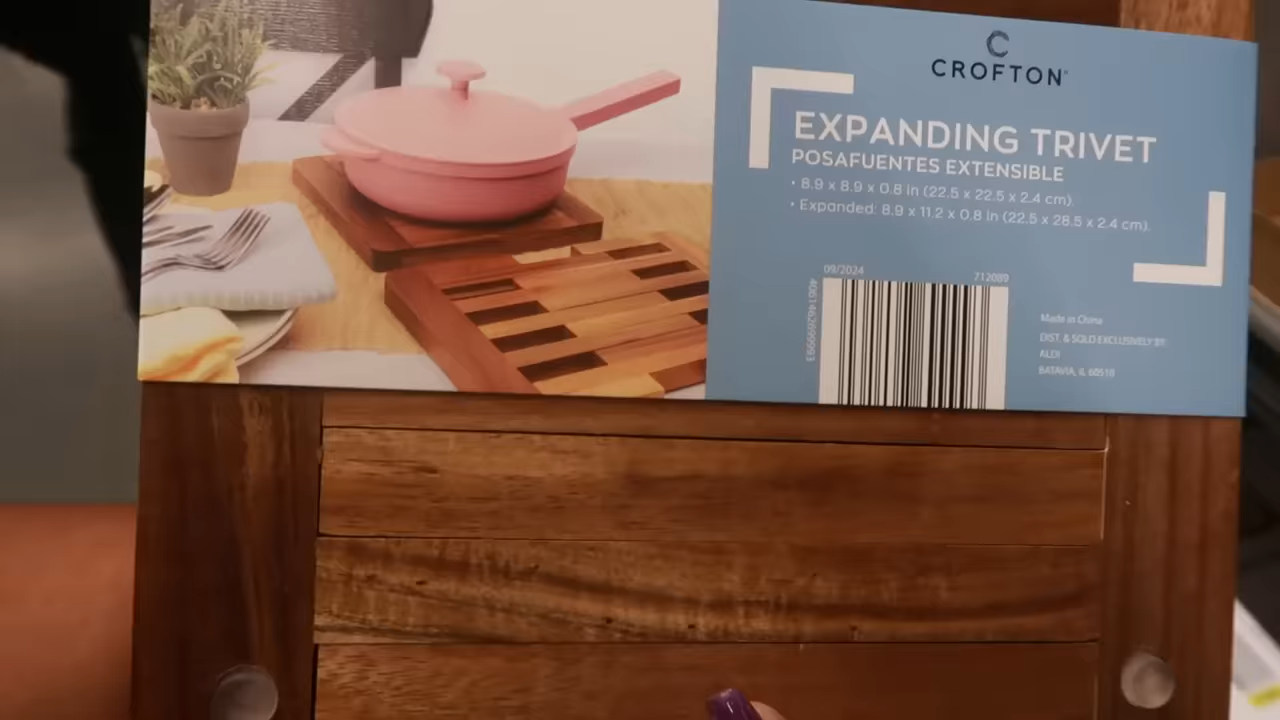 CROFTON®
EXPANDING TRIVET
POSAFUENTES EXTENSIBLE
• 8.9 x 8.9 x 0.8 in (22.5 x 22.5 x 2.4 cm).
• Expanded: 8.9 x 11.2 x 0.8 in (22.5 x 28.5 x 2.4 cm).
09/2024 712089
Made in China
DIST. & SOLD EXCLUSIVELY BY:
ALDI
BATAVIA, IL 60510